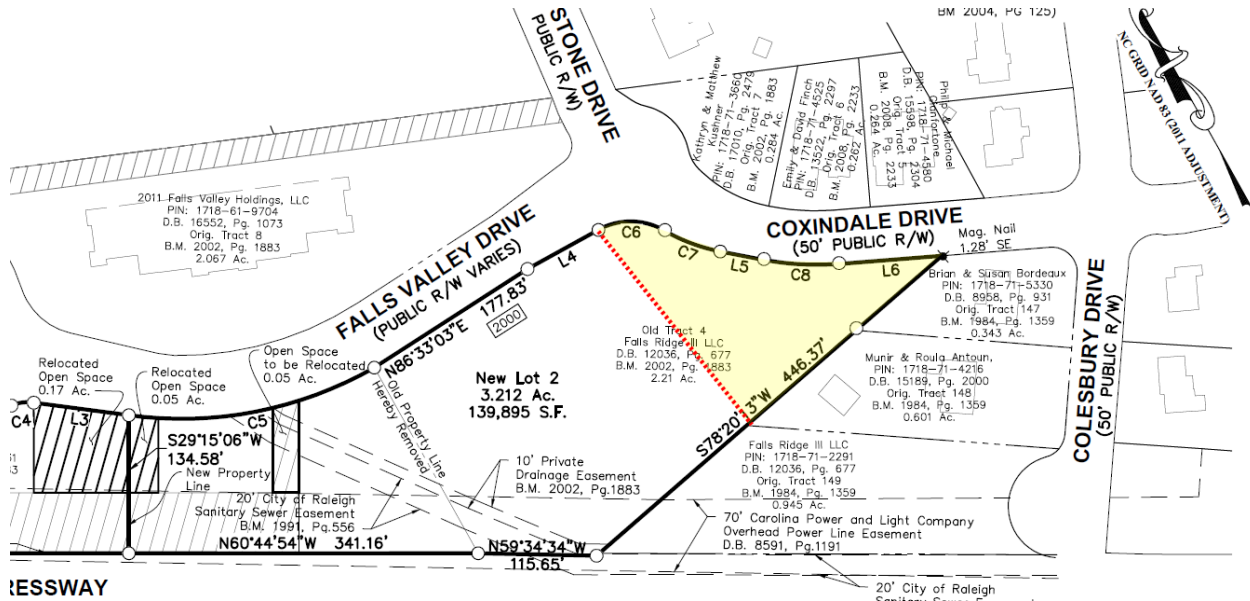 BM 2004, PG 125)
STONE DRIVE
PUBLIC R/W)
NC GRID NAD 83 (2011 ADJUSTMENT)
Kathryn & Matthew
Kushner
PIN: 1718-71-3660
D.B. 17010, Pg. 2479
Orig. Tract 7
B.M. 2002, Pg. 1883
0.284 Ac.
Emily & David Finch
PIN: 1718-71-4525
D.B. 13522, Pg. 2297
Orig. Tract 6
B.M. 2008, Pg. 2233
0.262 Ac.
Philip & Michael
Gianfortone
PIN: 1718-71-4580
D.B. 15598, Pg. 2304
Orig. Tract 5
B.M. 2008, Pg. 2233
0.264 Ac.
2011 Falls Valley Holdings, LLC
PIN: 1718-61-9704
D.B. 16552, Pg. 1073
Orig. Tract 8
B.M. 2002, Pg. 1883
2.067 Ac.
FALLS VALLEY DRIVE
(PUBLIC R/W VARIES)
COXINDALE DRIVE
(50' PUBLIC R/W)
Mag. Nail
1.28' SE
C6
C7
L5
C8
L6
L4
N86°33'03"E 177.83'
2000
Brian & Susan Bordeaux
PIN: 1718-71-5330
D.B. 8958, Pg. 931
Orig. Tract 147
B.M. 1984, Pg. 1359
0.343 Ac.
COLESBURY DRIVE
(50' PUBLIC R/W)
Old Tract 4
Falls Ridge III LLC
D.B. 12036, Pg. 677
B.M. 2002, Pg. 1883
2.21 Ac.
Munir & Roula Antoun,
PIN: 1718-71-4216
D.B. 15189, Pg. 2000
Orig. Tract 148
B.M. 1984, Pg. 1359
0.601 Ac.
Relocated
Open Space
0.17 Ac.
Relocated
Open Space
0.05 Ac.
Open Space
to be Relocated
0.05 Ac.
Old Property Line
Hereby Removed
New Lot 2
3.212 Ac.
139,895 S.F.
S78°20' 3"W 446.37'
C4
L3
C5
S29°15'06"W
134.58'
New Property
Line
Falls Ridge III LLC
PIN: 1718-71-2291
D.B. 12036, Pg. 677
Orig. Tract 149
B.M. 1984, Pg. 1359
0.945 Ac.
10' Private
Drainage Easement
B.M. 2002, Pg.1883
20' City of Raleigh
Sanitary Sewer Easement
B.M. 1991, Pg.556
70' Carolina Power and Light Company
Overhead Power Line Easement
D.B. 8591, Pg.1191
N60°44'54"W 341.16'
N59°34'34"W
115.65'
RESSWAY
20' City of Raleigh